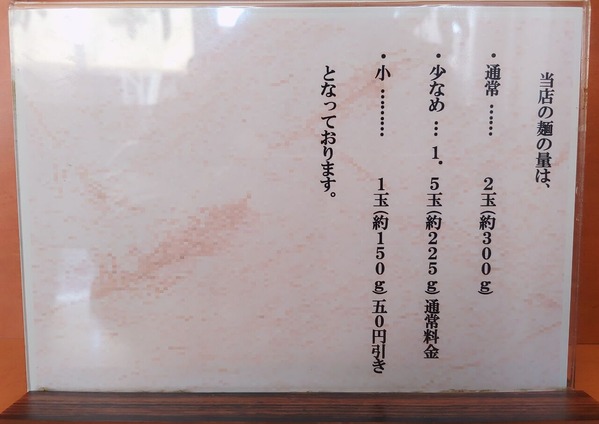 当店の麺の量は、
・通常 …… 2玉(約300g)
・少なめ … 1.5玉(約225g)通常料金
・小 ……… 1玉(約150g)五0円引き
となっております。